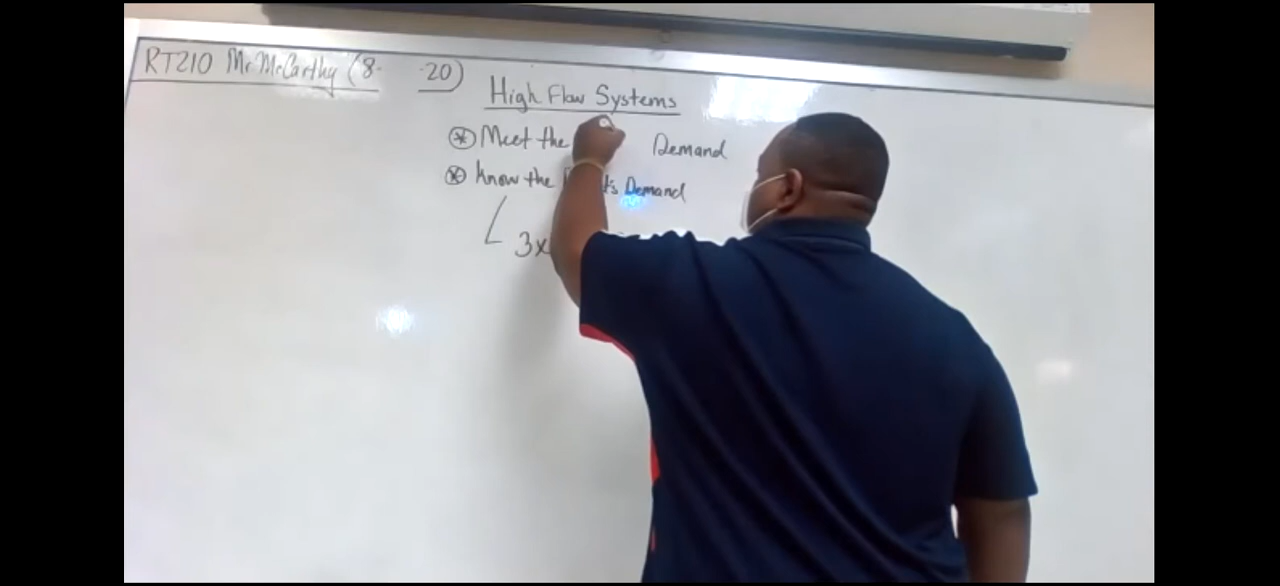 RT210 Mr McCarthy (8- -20)
High Flow Systems
* Meet the Demand
* Know the 's Demand
3x